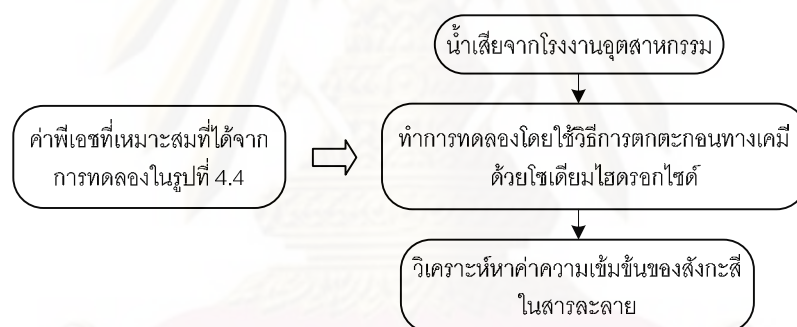 น้ำเสียจากโรงงานอุตสาหกรรม
ค่าพีเอชที่เหมาะสมที่ได้จาก
การทดลองในรูปที่ 4.4
ทำการทดลองโดยใช้วิธีการตกตะกอนทางเคมี
ด้วยโซเดียมไฮดรอกไซด์
วิเคราะห์หาค่าความเข้มข้นของสังกะสี
ในสารละลาย